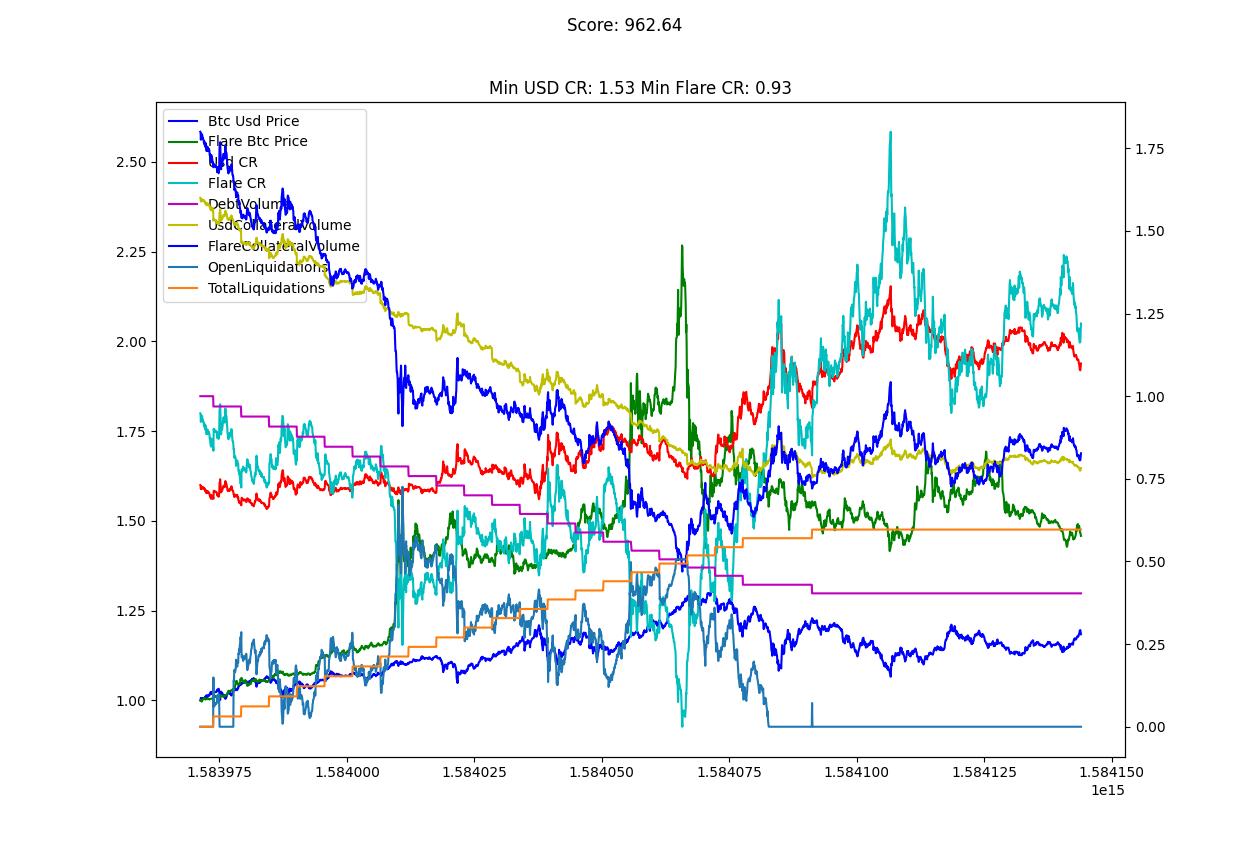 Score: 962.64
Min USD CR: 1.53 Min Flare CR: 0.93
Btc Usd Price
Flare Btc Price
Usd CR
Flare CR
DebtVolume
UsdCollateralVolume
FlareCollateralVolume
OpenLiquidations
TotalLiquidations
2.50
2.25
2.00
1.75
1.50
1.25
1.00
1.75
1.50
1.25
1.00
0.75
0.50
0.25
0.00
1.583975 1.584000 1.584025 1.584050 1.584075 1.584100 1.584125 1.584150
1e15